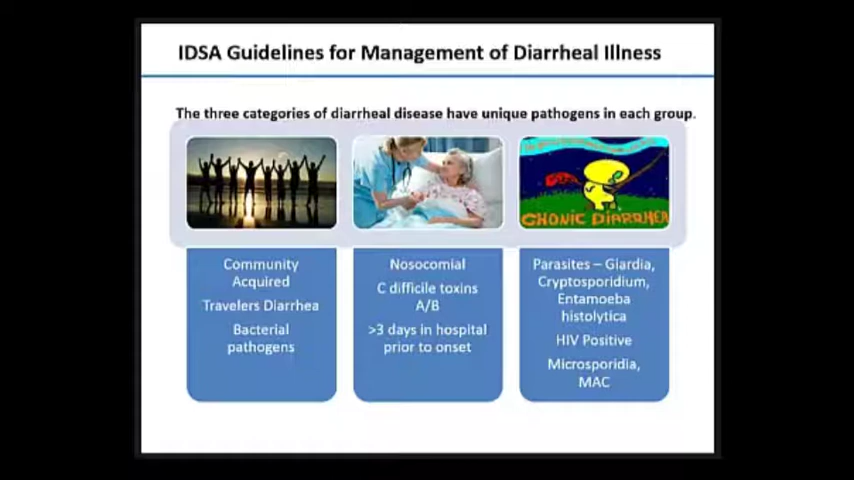 IDSA Guidelines for Management of Diarrheal Illness
The three categories of diarrheal disease have unique pathogens in each group.
CHONIC DIARRHEA
Community
Acquired
Travelers Diarrhea
Bacterial
pathogens
Nosocomial
C difficile toxins
A/B
>3 days in hospital
prior to onset
Parasites – Giardia,
Cryptosporidium,
Entamoeba
histolytica
HIV Positive
Microsporidia,
MAC